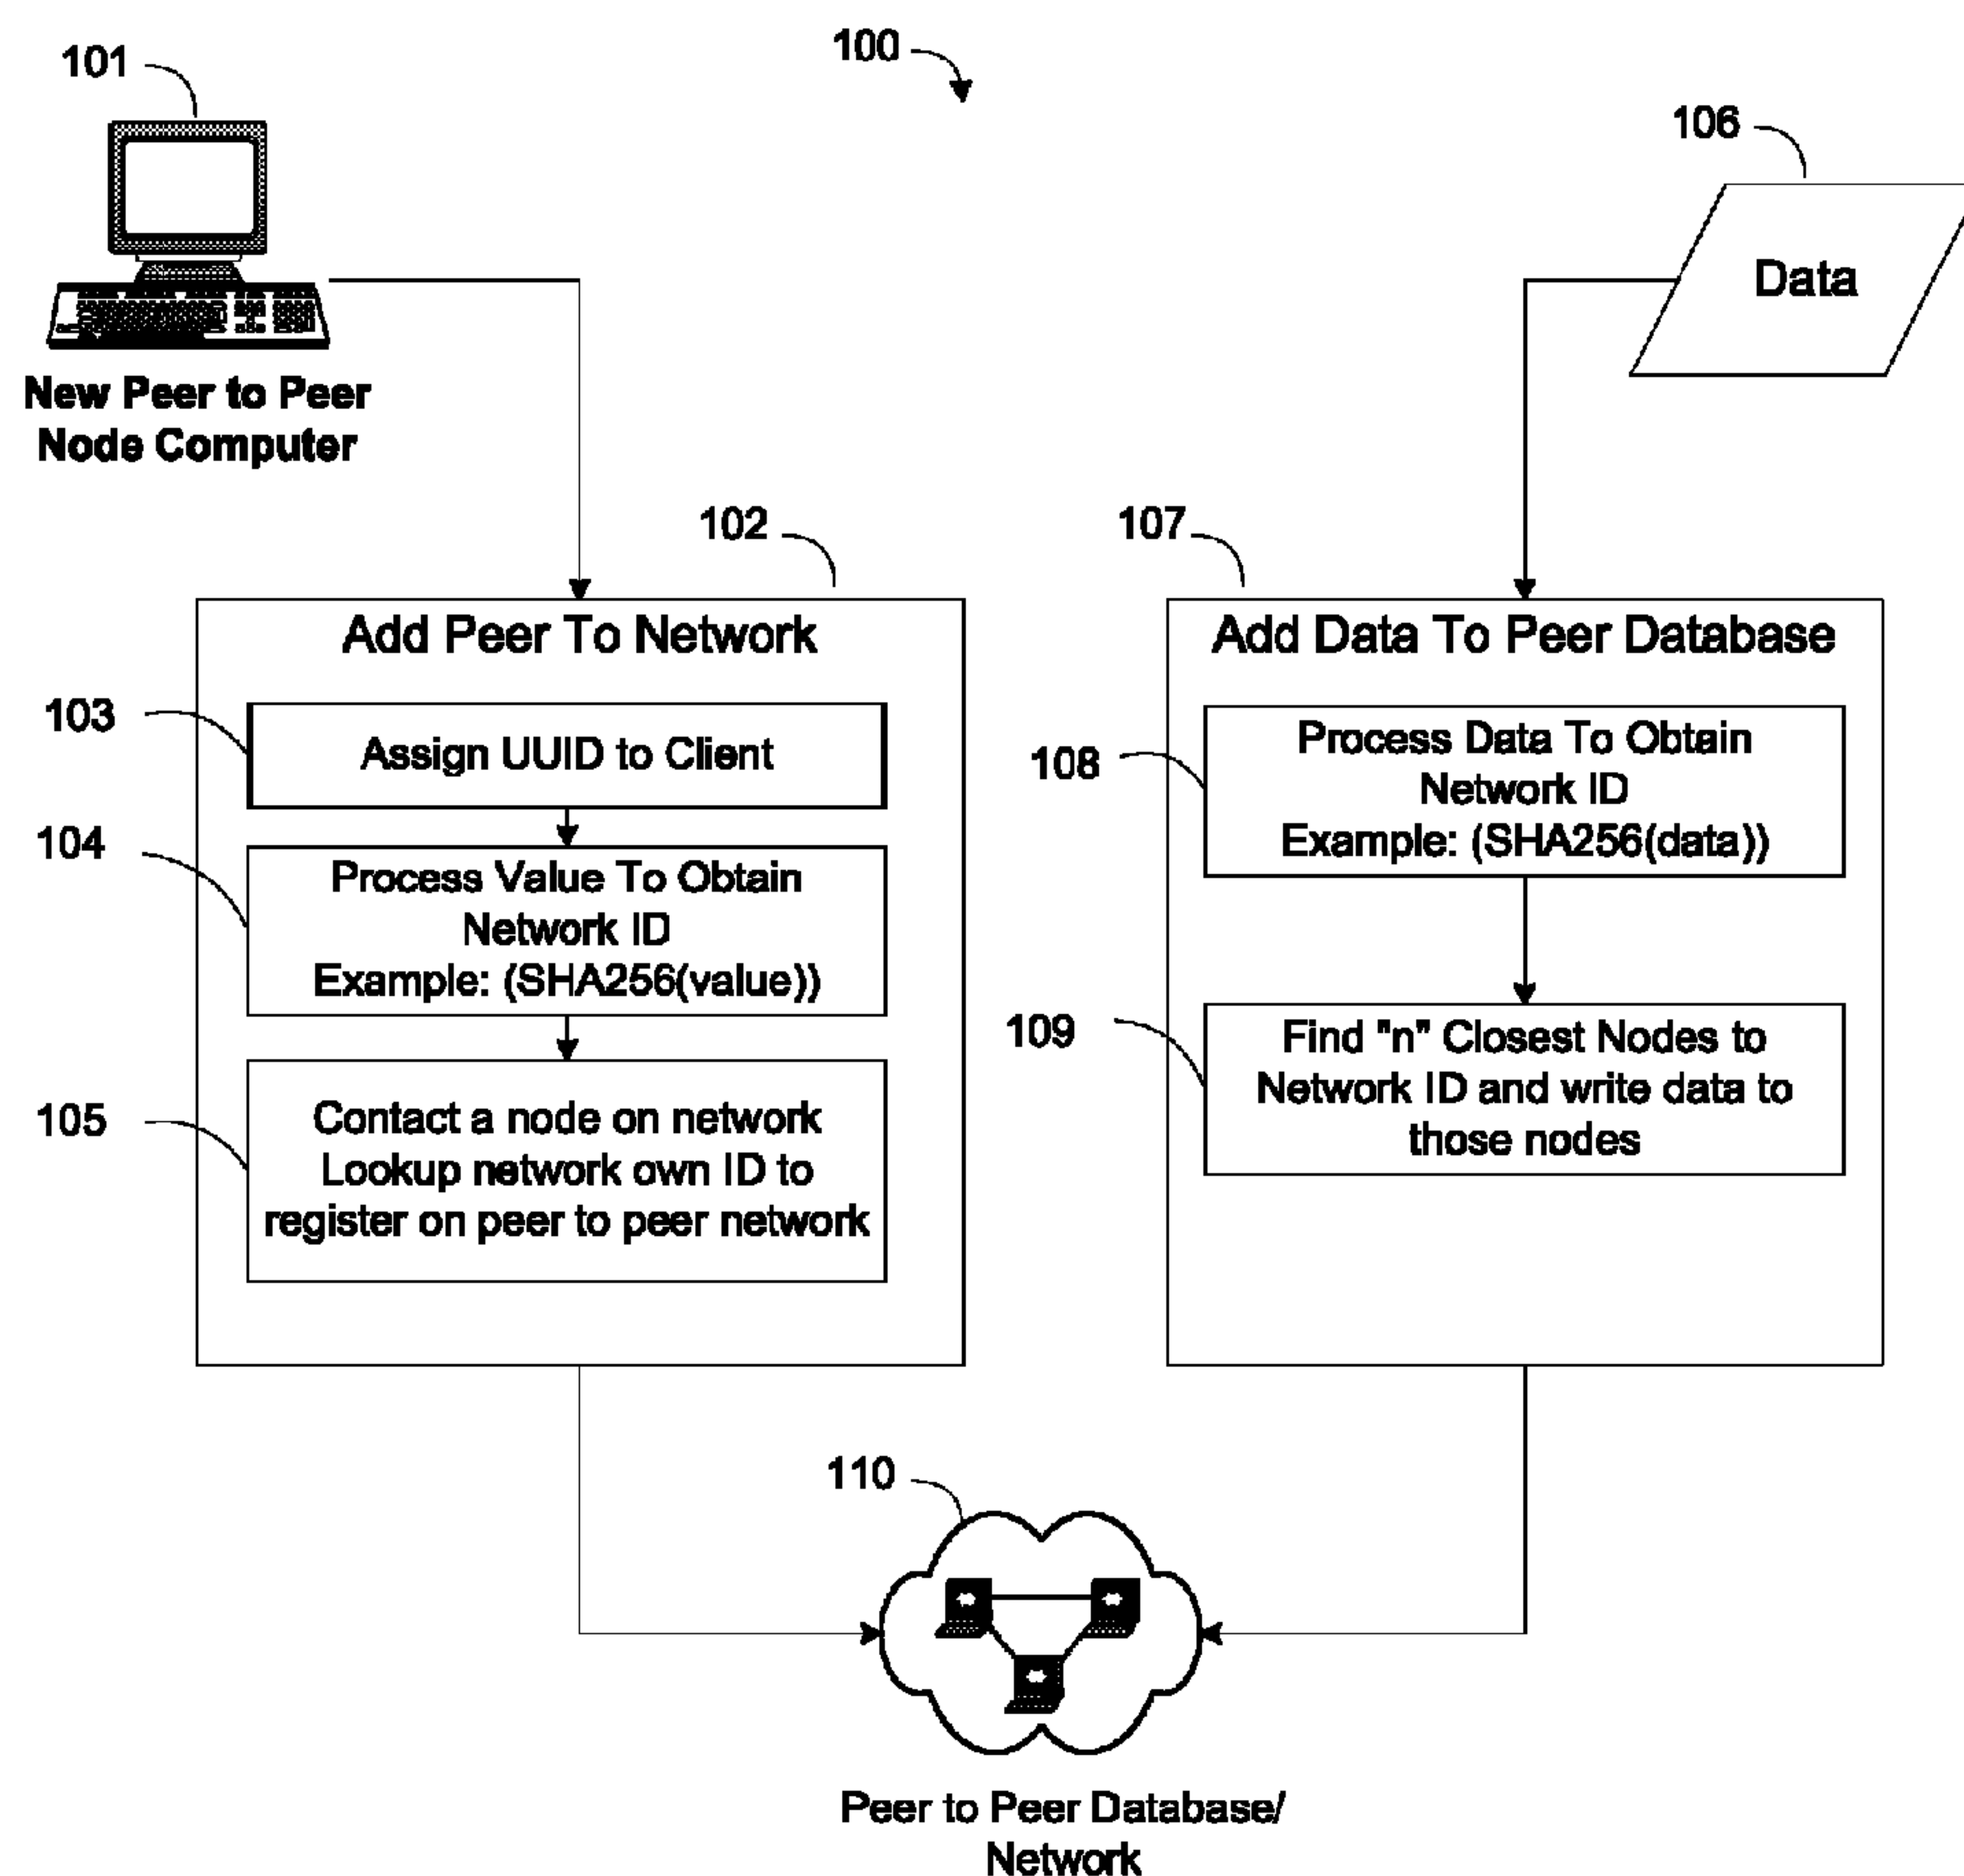 100
101
New Peer to Peer
Node Computer
106
Data
102
Add Peer To Network
103
Assign UUID to Client
104
Process Value To Obtain
Network ID
Example: (SHA256(value))
105
Contact a node on network
Lookup network own ID to
register on peer to peer network
107
Add Data To Peer Database
108
Process Data To Obtain
Network ID
Example: (SHA256(data))
109
Find "n" Closest Nodes to
Network ID and write data to
those nodes
110
Peer to Peer Database/
Network